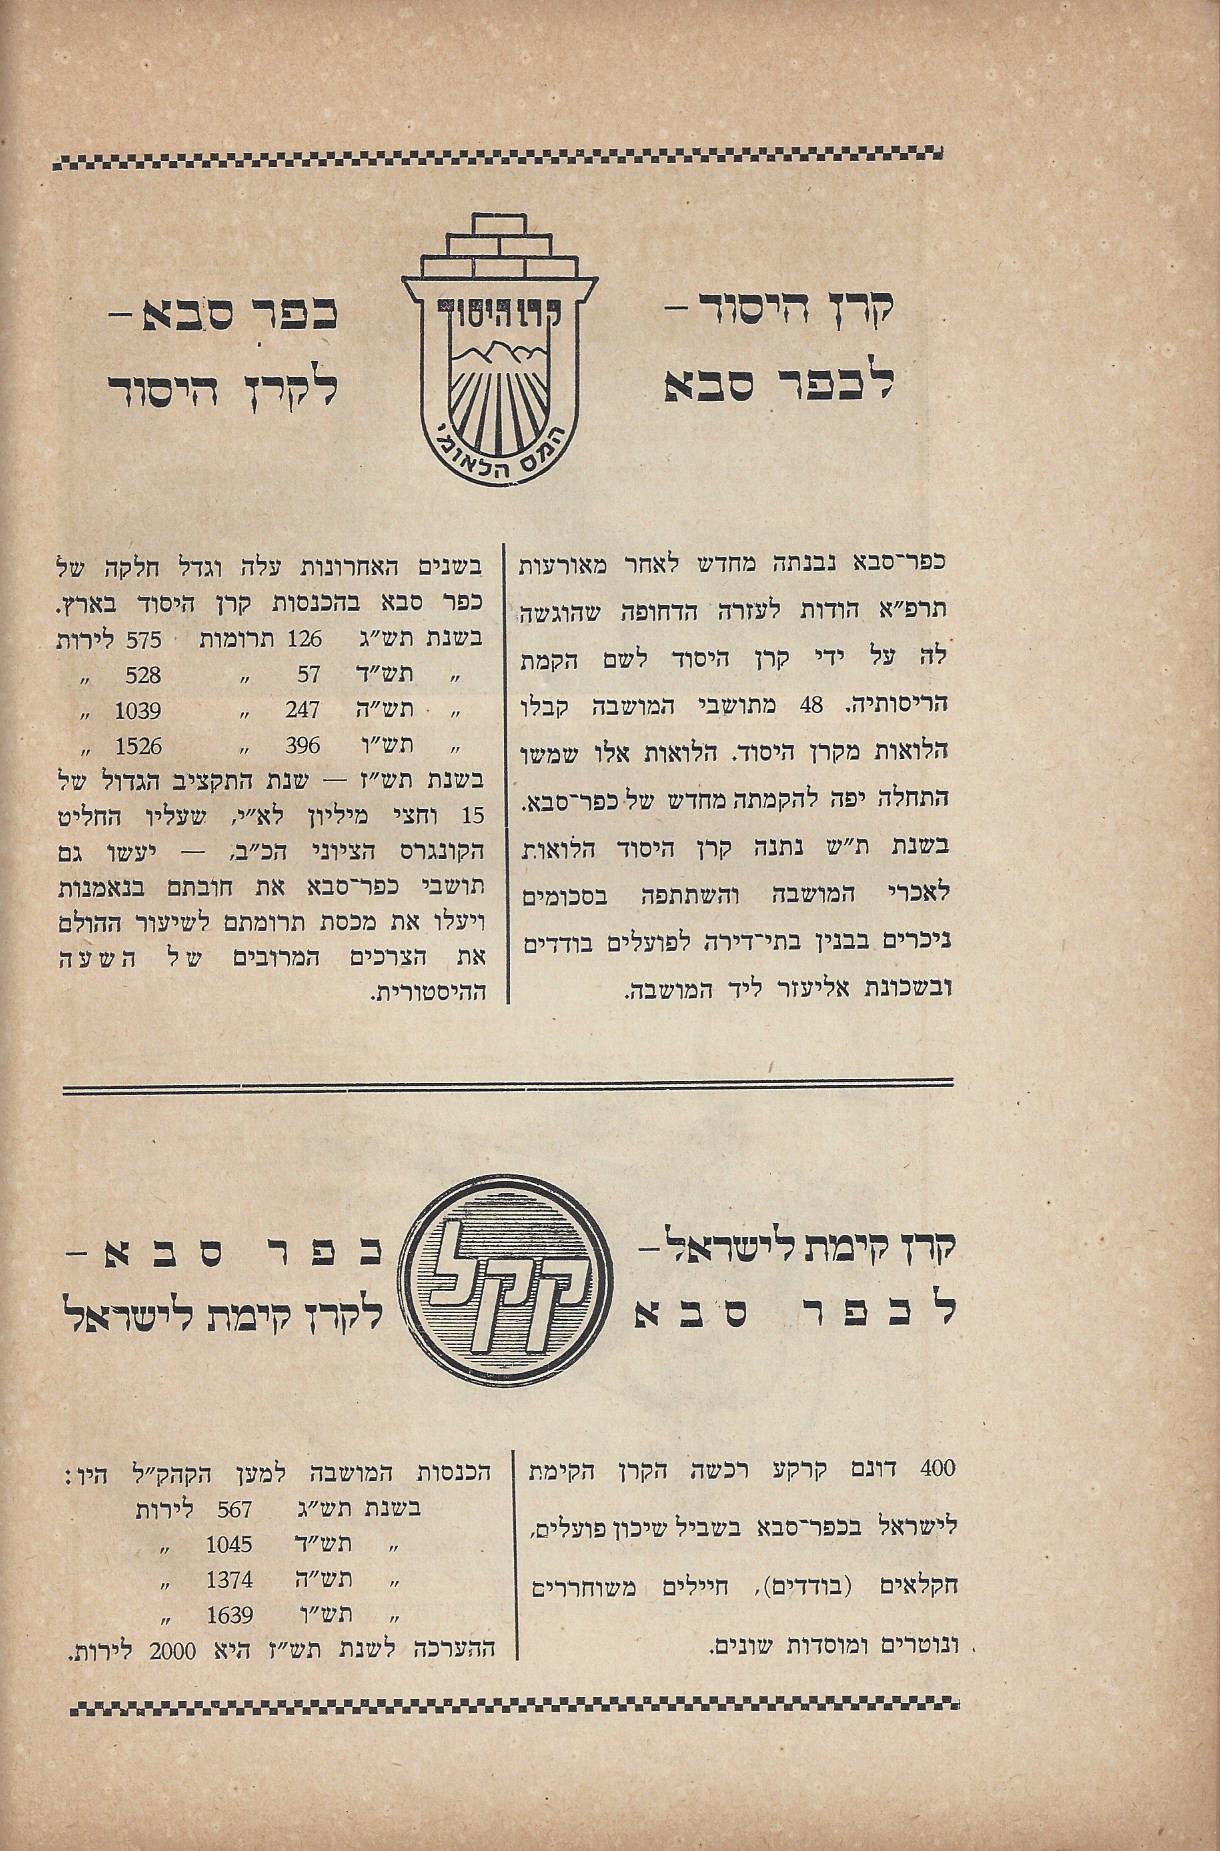 קרן היסוד –
לכפר סבא
קרן היסוד
המס הלאומי
כפר סבא –
לקרן היסוד
כפר־סבא נבנתה מחדש לאחר מאורעות
תרפ״א הודות לעזרה הדחופה שהוגשה
לה על ידי קרן היסוד לשם הקמת
הריסותיה. 48 מתושבי המושבה קבלו
הלואות מקרן היסוד. הלואות אלו שמשו
התחלה יפה להקמתה מחדש של כפר־סבא.
בשנת ת״ש נתנה קרן היסוד הלואות
לאכרי המושבה והשתתפה בסכומים
ניכרים בבנין בתי־דירה לפועלים בודדים
ובשכונת אליעזר ליד המושבה.
בשנים האחרונות עלה וגדל חלקה של
כפר סבא בהכנסות קרן היסוד בארץ.
בשנת תש״ג 126 תרומות 575 לירות
„ תש״ד 57 „ 528 „
„ תש״ה 247 „ 1039 „
„ תש״ו 396 „ 1526 „
בשנת תש״ז — שנת התקציב הגדול של
15 וחצי מיליון לא״י, שעליו החליט
הקונגרס הציוני הכ״ב, — יעשו גם
תושבי כפר־סבא את חובתם בנאמנות
ויעלו את מכסת תרומתם לשיעור ההולם
את הצרכים המרובים של השעה
ההיסטורית.
קרן קימת לישראל –
לכפר סבא
קקל
כפר סבא –
לקרן קימת לישראל
400 דונם קרקע רכשה הקרן הקימת
לישראל בכפר־סבא בשביל שיכון פועלים,
חקלאים (בודדים), חיילים משוחררים
ונוטרים ומוסדות שונים.
הכנסות המושבה למען הקהק״ל היו:
בשנת תש״ג 567 לירות
„ תש״ד 1045 „
„ תש״ה 1374 „
„ תש״ו 1639 „
ההערכה לשנת תש״ז היא 2000 לירות.